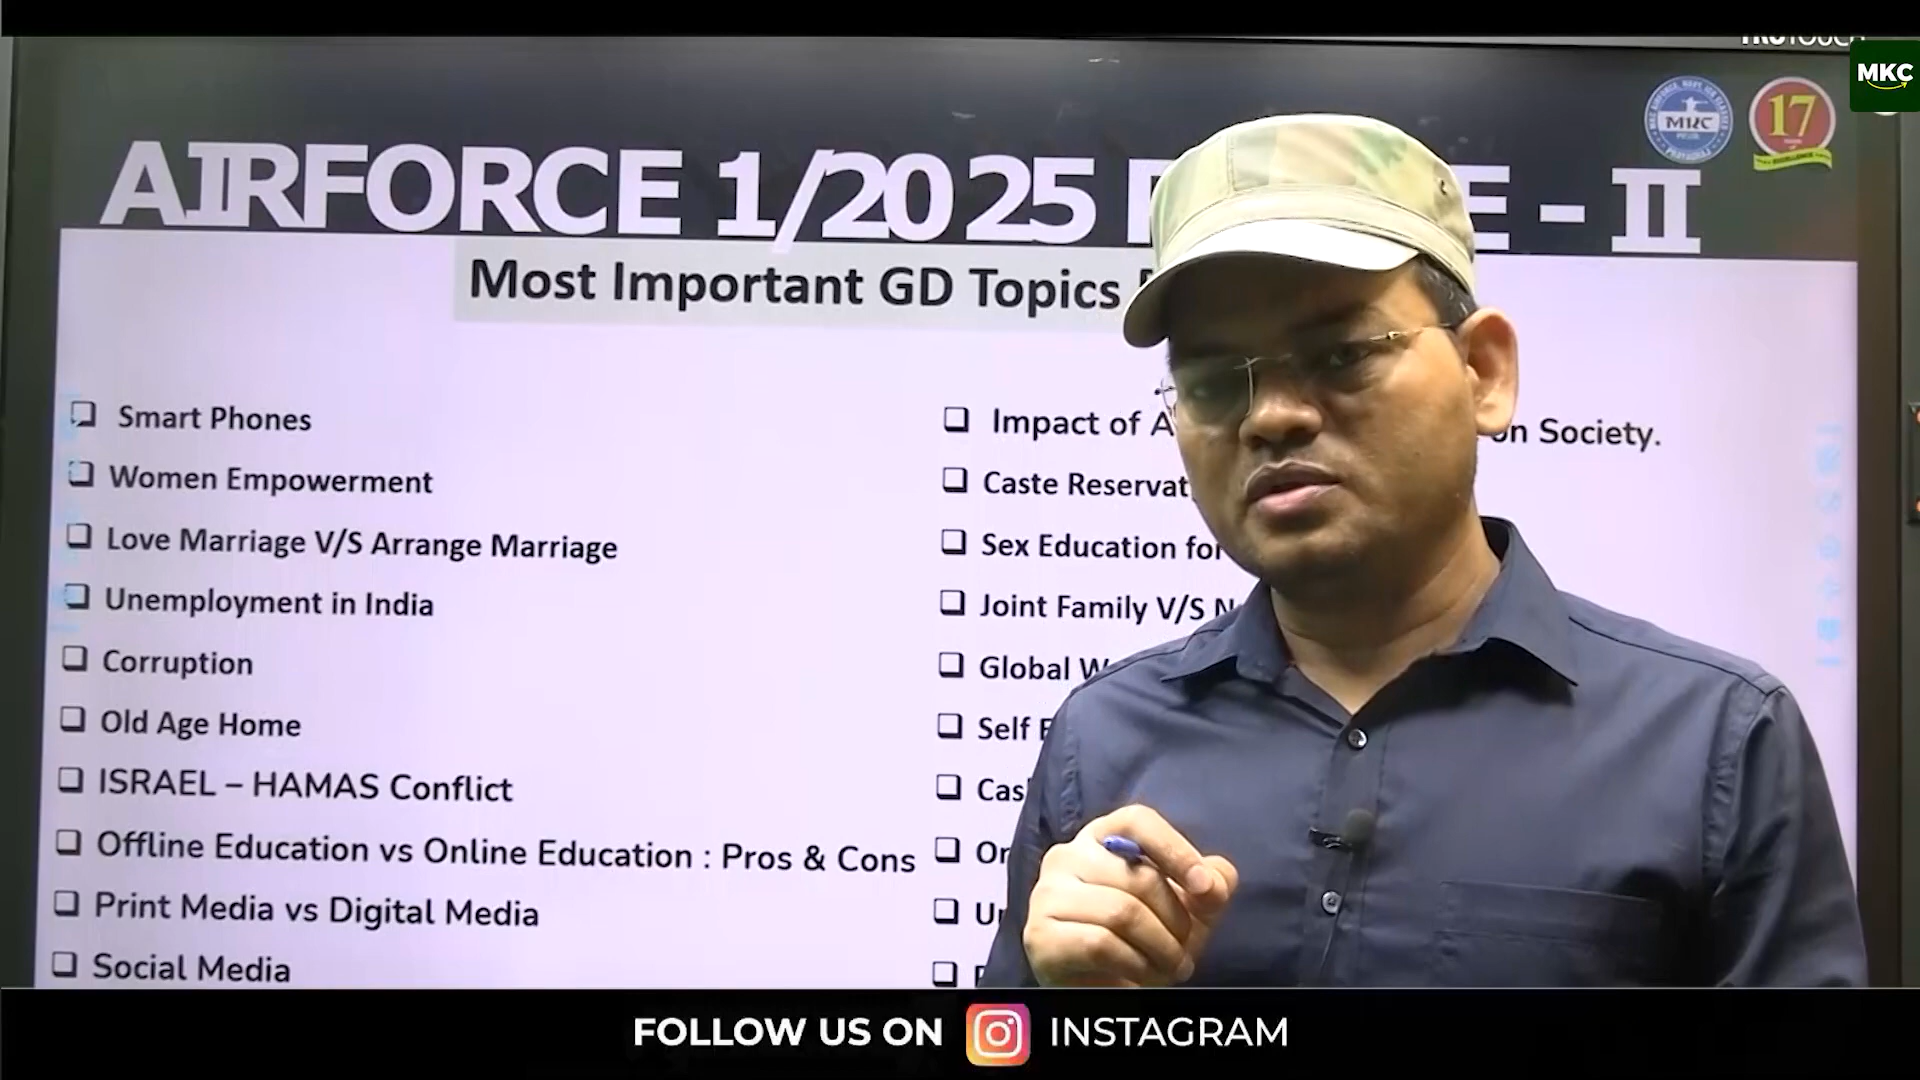 MKC
MKC
17
AIRFORCE 1/2025 - II
Most Important GD Topics
❑ Smart Phones
❑ Women Empowerment
❑ Love Marriage V/S Arrange Marriage
❑ Unemployment in India
❑ Corruption
❑ Old Age Home
❑ ISRAEL – HAMAS Conflict
❑ Offline Education vs Online Education : Pros & Cons
❑ Print Media vs Digital Media
❑ Social Media
❑ Impact of on Society.
❑ Caste
❑ Sex Education for
❑ Joint Family V/S
❑ Global
❑ Self
FOLLOW US ON INSTAGRAM